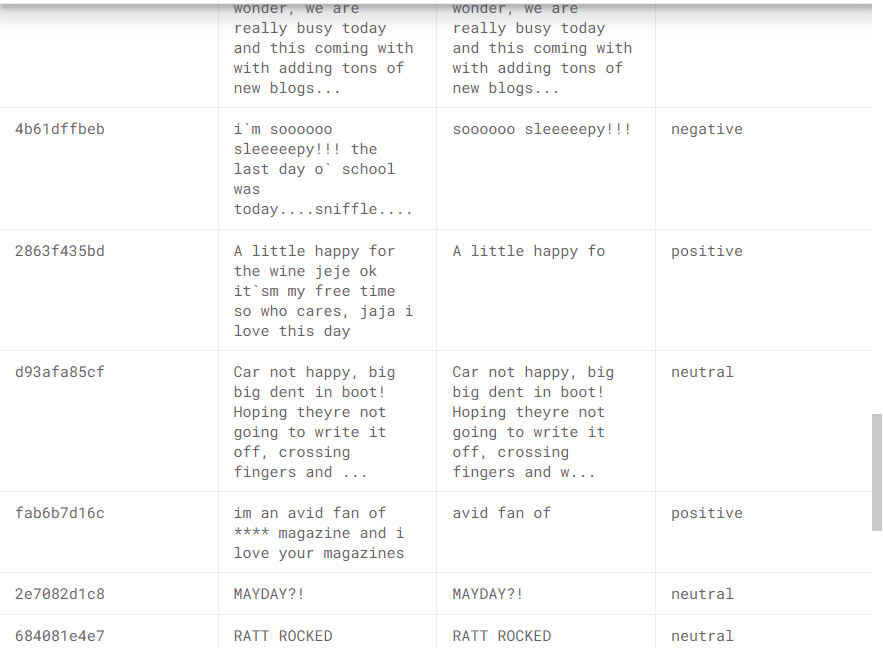 wonder, we are
really busy today
and this coming with
with adding tons of
new blogs...
wonder, we are
really busy today
and this coming with
with adding tons of
new blogs...
4b61dffbeb
i`m soooooo
sleeeeepy!!! the
last day o` school
was
today....sniffle....
soooooo sleeeeepy!!!
negative
2863f435bd
A little happy for
the wine jeje ok
it`sm my free time
so who cares, jaja i
love this day
A little happy fo
positive
d93afa85cf
Car not happy, big
big dent in boot!
Hoping theyre not
going to write it
off, crossing
fingers and ...
Car not happy, big
big dent in boot!
Hoping theyre not
going to write it
off, crossing
fingers and w...
neutral
fab6b7d16c
im an avid fan of
**** magazine and i
love your magazines
avid fan of
positive
2e7082d1c8
MAYDAY?!
MAYDAY?!
neutral
684081e4e7
RATT ROCKED
RATT ROCKED
neutral